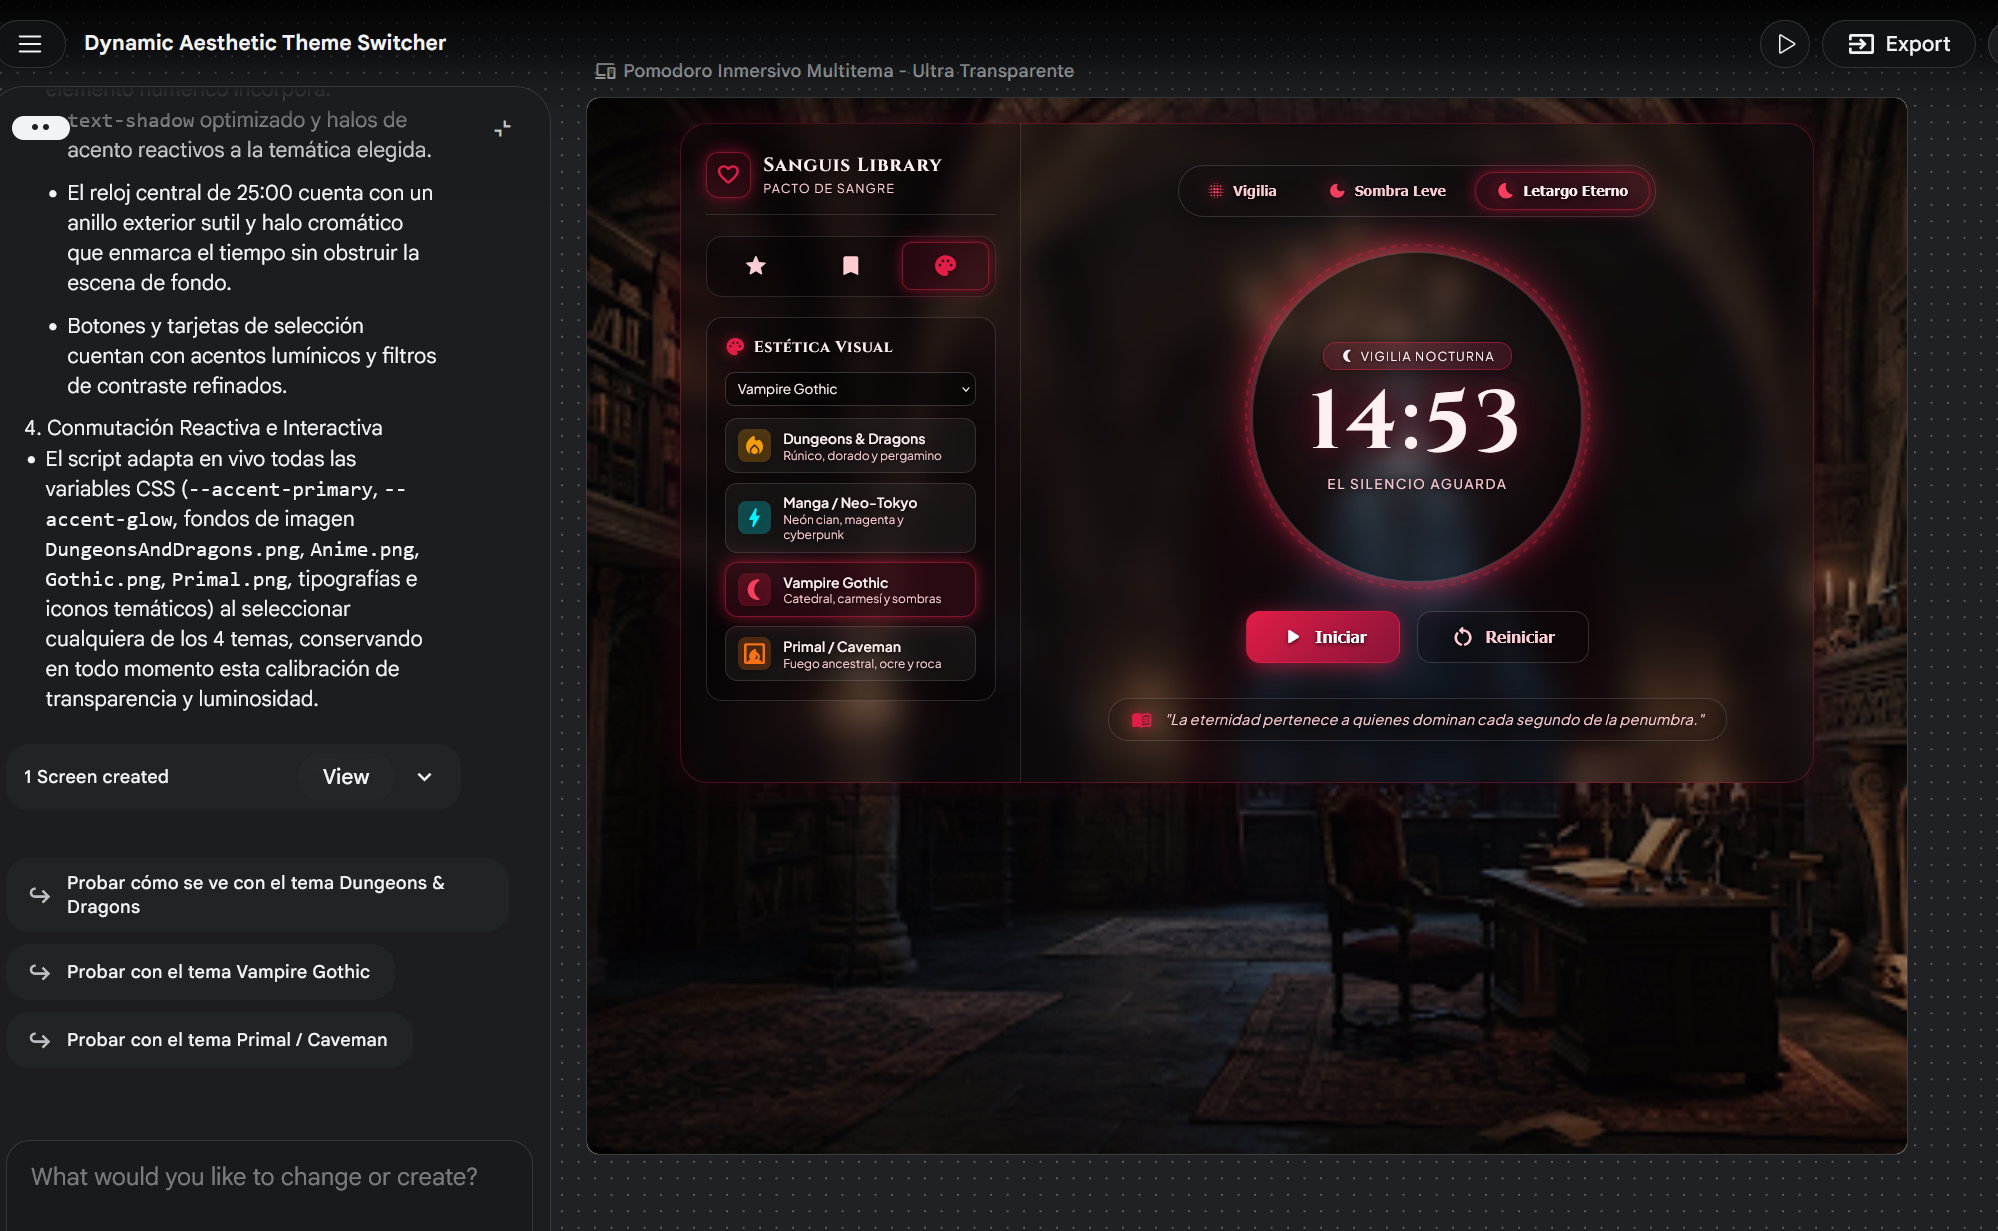 Dynamic Aesthetic Theme Switcher
Export
Pomodoro Inmersivo Multitema - Ultra Transparente
elemento numérico incorpora:
text-shadow optimizado y halos de
acento reactivos a la temática elegida.
• El reloj central de 25:00 cuenta con un
anillo exterior sutil y halo cromático
que enmarca el tiempo sin obstruir la
escena de fondo.
• Botones y tarjetas de selección
cuentan con acentos lumínicos y filtros
de contraste refinados.
4. Conmutación Reactiva e Interactiva
• El script adapta en vivo todas las
variables CSS (--accent-primary, --
accent-glow, fondos de imagen
DungeonsAndDragons.png, Anime.png,
Gothic.png, Primal.png, tipografías e
iconos temáticos) al seleccionar
cualquiera de los 4 temas, conservando
en todo momento esta calibración de
transparencia y luminosidad.
1 Screen created
View
Probar cómo se ve con el tema Dungeons &
Dragons
Probar con el tema Vampire Gothic
Probar con el tema Primal / Caveman
What would you like to change or create?
Sanguis Library
PACTO DE SANGRE
Estética Visual
Vampire Gothic
Dungeons & Dragons
Rúnico, dorado y pergamino
Manga / Neo-Tokyo
Neón cian, magenta y
cyberpunk
Vampire Gothic
Catedral, carmesí y sombras
Primal / Caveman
Fuego ancestral, ocre y roca
Vigilia
Sombra Leve
Letargo Eterno
VIGILIA NOCTURNA
14:53
EL SILENCIO AGUARDA
Iniciar
Reiniciar
"La eternidad pertenece a quienes dominan cada segundo de la penumbra."